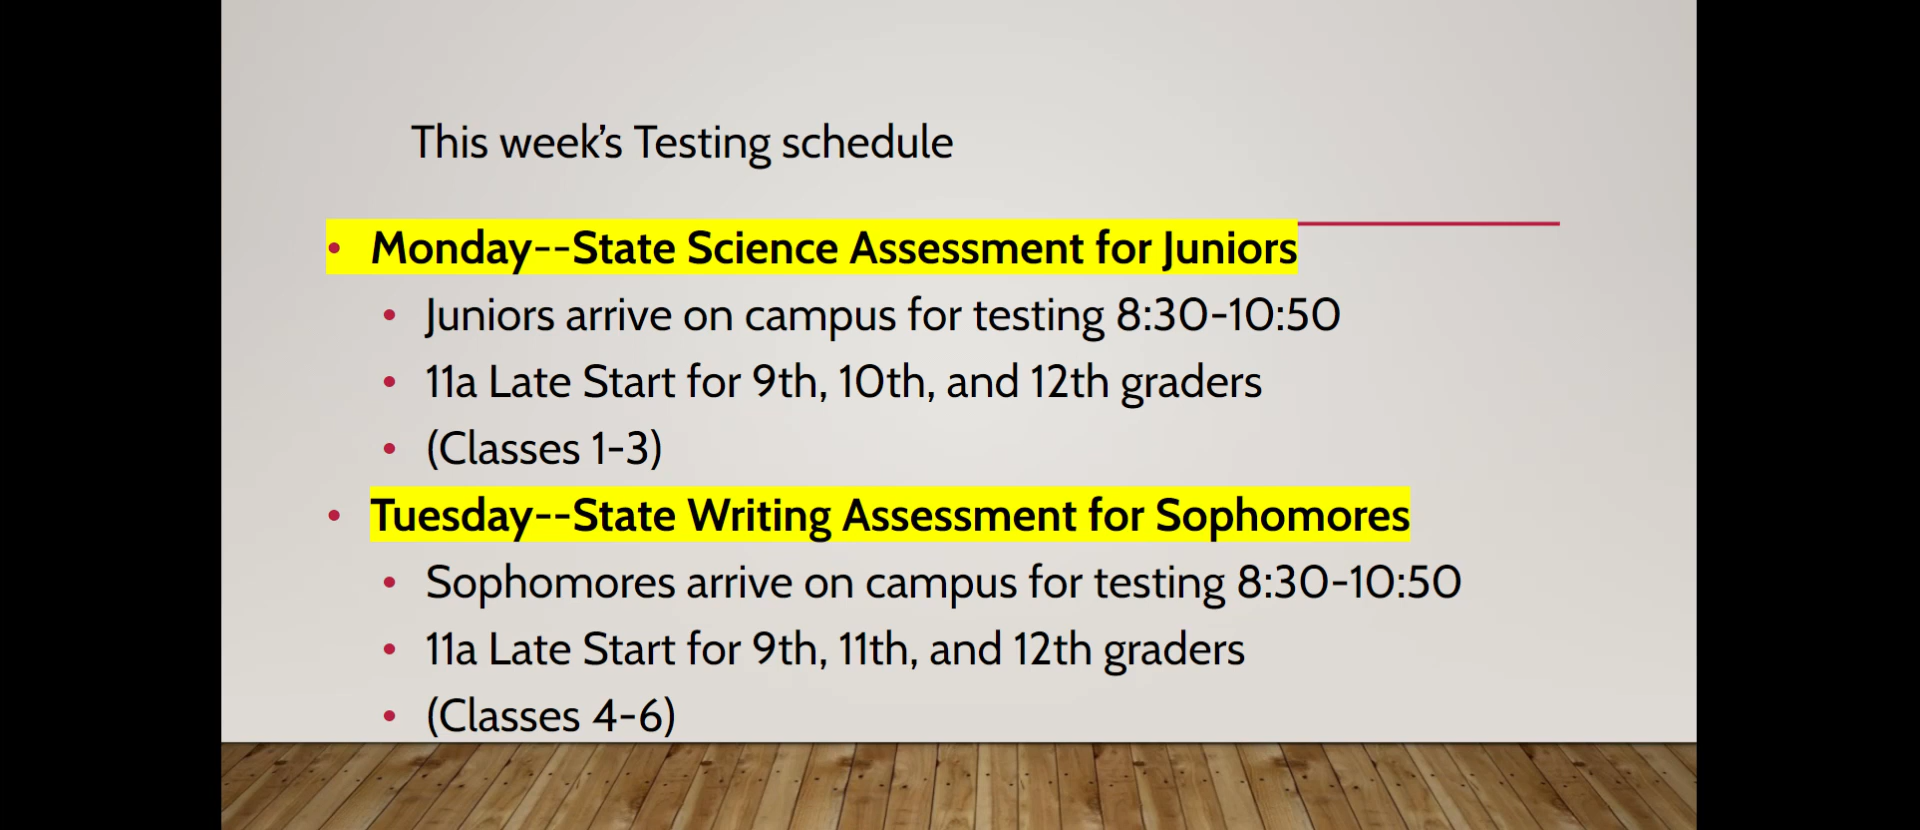 This week’s Testing schedule
• Monday--State Science Assessment for Juniors
• Juniors arrive on campus for testing 8:30-10:50
• 11a Late Start for 9th, 10th, and 12th graders
• (Classes 1-3)
• Tuesday--State Writing Assessment for Sophomores
• Sophomores arrive on campus for testing 8:30-10:50
• 11a Late Start for 9th, 11th, and 12th graders
• (Classes 4-6)